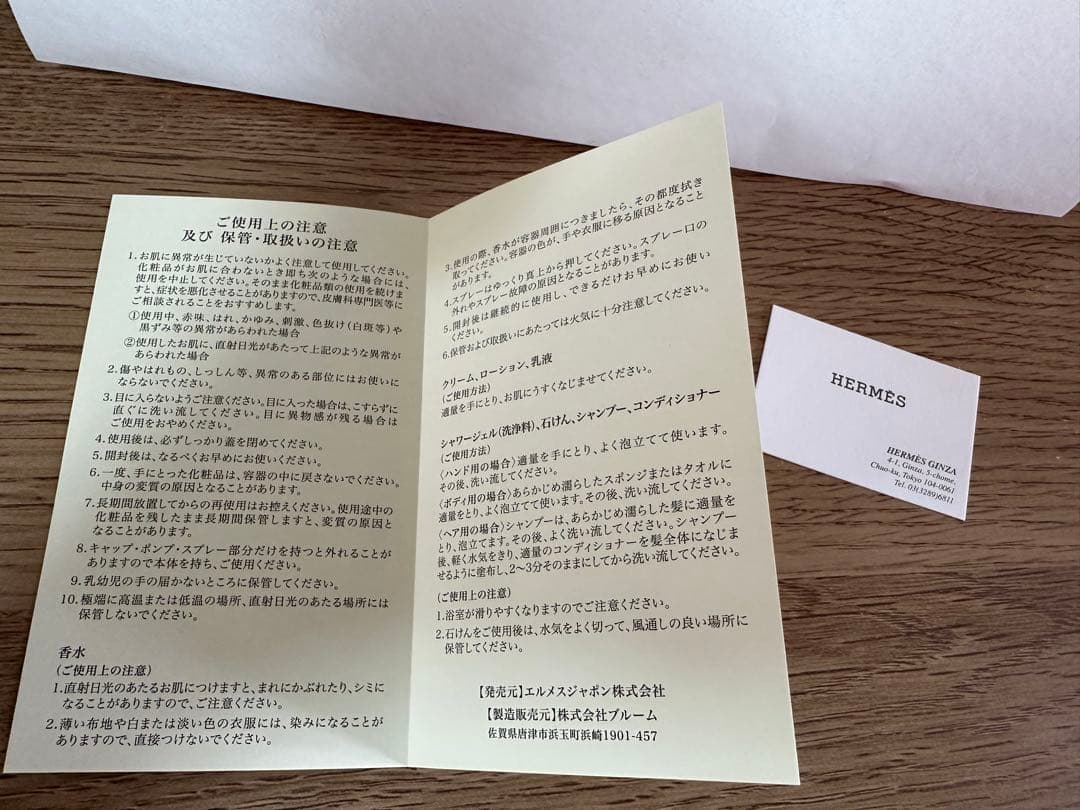 ご使用上の注意
及び 保管・取扱いの注意
1.お肌に異常が生じていないかよく注意して使用してください。
化粧品がお肌に合わないとき即ち次のような場合には、
使用を中止してください。そのまま化粧品類の使用を続けま
すと、症状を悪化させることがありますので、皮膚科専門医等に
ご相談されることをおすすめします。
①使用中、赤味、はれ、かゆみ、刺激、色抜け(白斑等)や
黒ずみ等の異常があらわれた場合
②使用したお肌に、直射日光があたって上記のような異常が
あらわれた場合
2.傷やはれもの、しっしん等、異常のある部位にはお使いに
ならないでください。
3.目に入らないようご注意ください。目に入った場合は、こすらずに
直ぐに洗い流してください。目に異物感が残る場合は
ご使用をおやめください。
4.使用後は、必ずしっかり蓋を閉めてください。
5.開封後は、なるべくお早めにお使いください。
6.一度、手にとった化粧品は、容器の中に戻さないでください。
中身の変質の原因となることがあります。
7.長期間放置してからの再使用はお控えください。使用途中の
化粧品を残したまま長期間保管しますと、変質の原因と
なることがあります。
8.キャップ・ポンプ・スプレー部分だけを持つと外れることが
ありますので本体を持ち、ご使用ください。
9.乳幼児の手の届かないところに保管してください。
10.極端に高温または低温の場所、直射日光のあたる場所には
保管しないでください。
香水
(ご使用上の注意)
1.直射日光のあたるお肌につけますと、まれにかぶれたり、シミに
なることがありますので、ご注意ください。
2.薄い布地や白または淡い色の衣服には、染みになることが
ありますので、直接つけないでください。
3.使用の際、香水が容器周囲につきましたら、その都度拭き
取ってください。容器の色が、手や衣服に移る原因となること
があります。
4.スプレーはゆっくり真上から押してください。スプレー口の
外れやスプレー故障の原因となることがあります。
5.開封後は継続的に使用し、できるだけお早めにお使い
ください。
6.保管および取扱いにあたっては火気に十分注意してください。
クリーム、ローション、乳液
(ご使用方法)
適量を手にとり、お肌にうすくなじませてください。
シャワージェル(洗浄料)、石けん、シャンプー、コンディショナー
(ご使用方法)
〈ハンド用の場合〉適量を手にとり、よく泡立てて使います。
その後、洗い流してください。
〈ボディ用の場合〉あらかじめ濡らしたスポンジまたはタオルに
適量をとり、よく泡立てて使います。その後、洗い流してください。
〈ヘア用の場合〉シャンプーは、あらかじめ濡らした髪に適量を
とり、泡立てます。その後、よく洗い流してください。シャンプー
後、軽く水気をきり、適量のコンディショナーを髪全体になじま
せるように塗布し、2〜3分そのままにしてから洗い流してください。
(ご使用上の注意)
1.浴室が滑りやすくなりますのでご注意ください。
2.石けんをご使用後は、水気をよく切って、風通しの良い場所に
保管してください。
【発売元】エルメスジャポン株式会社
【製造販売元】株式会社ブルーム
佐賀県唐津市浜玉町浜崎1901-457
HERMÈS
HERMÈS GINZA
4-1, Ginza, 5-chome,
Chuo-ku, Tokyo 104-0061
Tel. 03(3289)6811